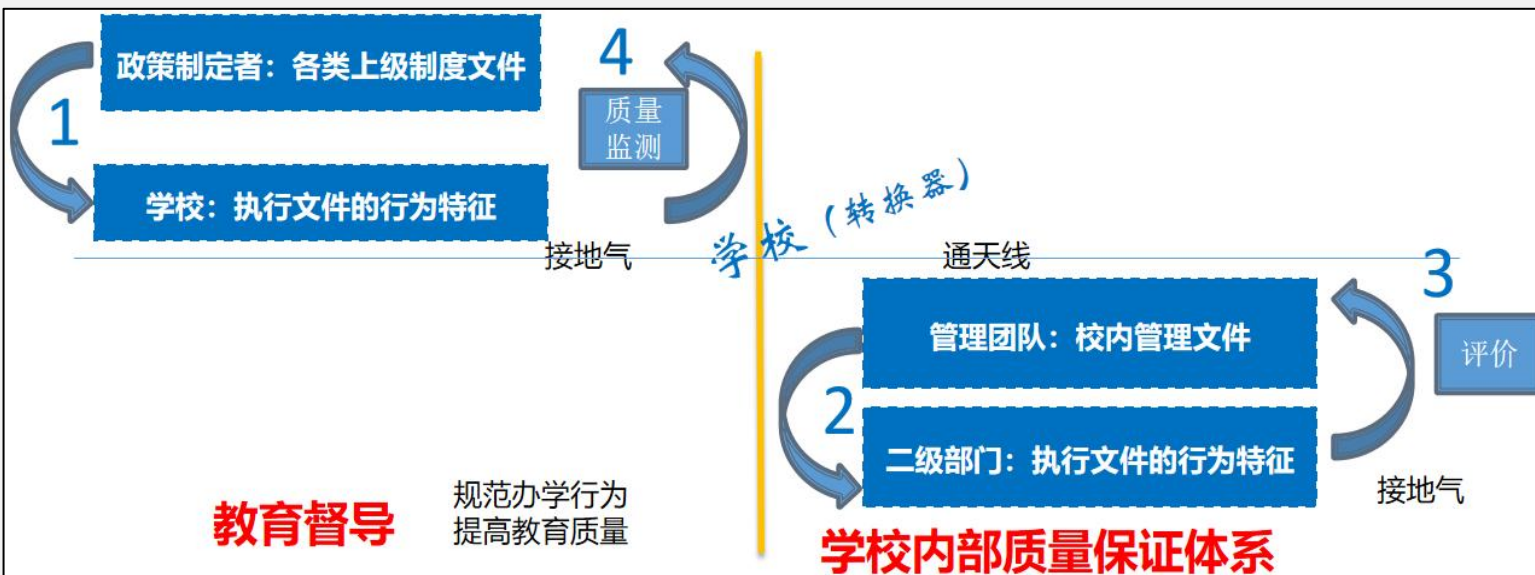 政策制定者：各类上级制度文件
1
学校：执行文件的行为特征
4
质量
监测
接地气
学校（转换器）
通天线
管理团队：校内管理文件
2
二级部门：执行文件的行为特征
3
评价
接地气
教育督导
规范办学行为
提高教育质量
学校内部质量保证体系